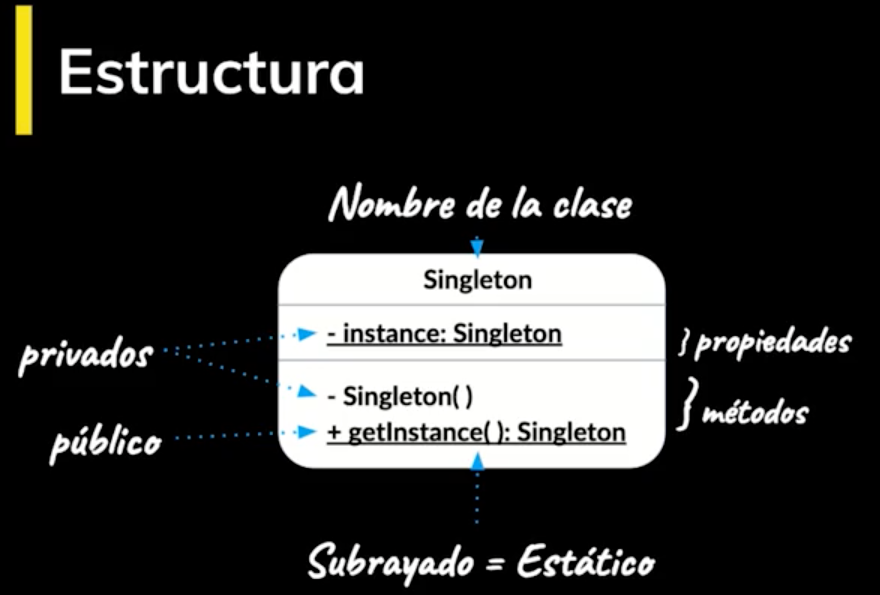 Estructura
Nombre de la clase
Singleton
- instance: Singleton
} propiedades
privados
- Singleton( )
} métodos
público
+ getInstance( ): Singleton
Subrayado = Estático